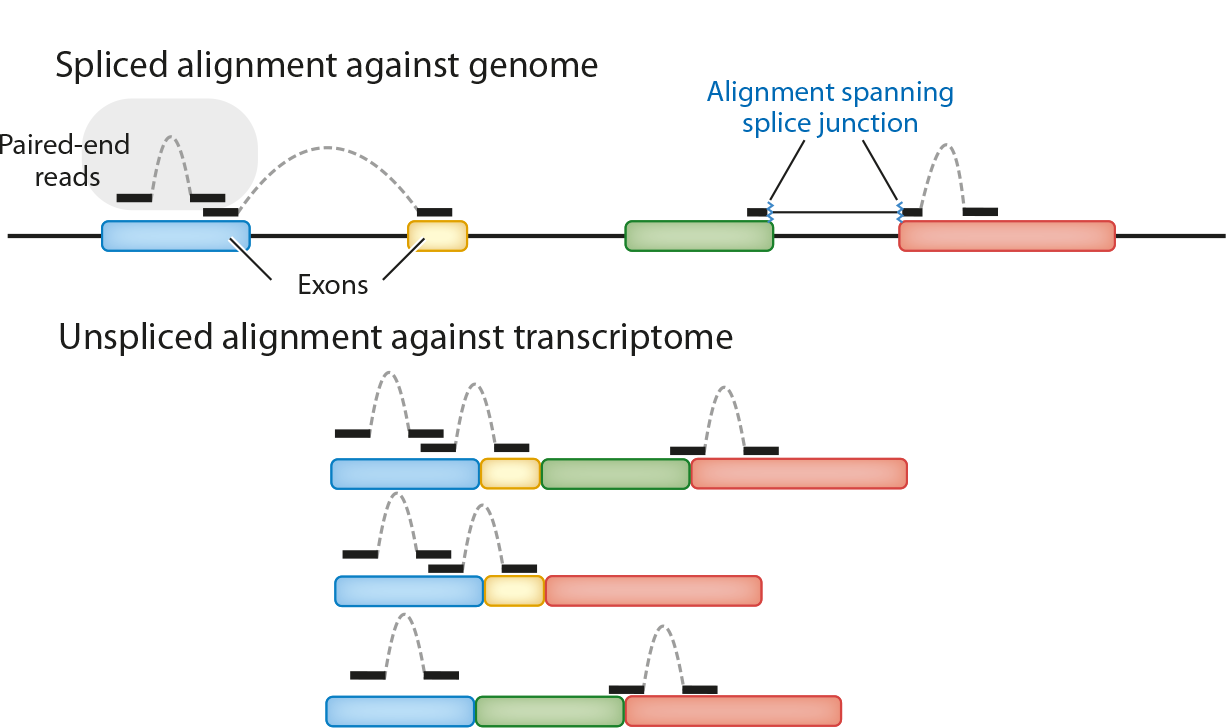 Spliced alignment against genome
Alignment spanning
splice junction
Paired-end
reads
Exons
Unspliced alignment against transcriptome